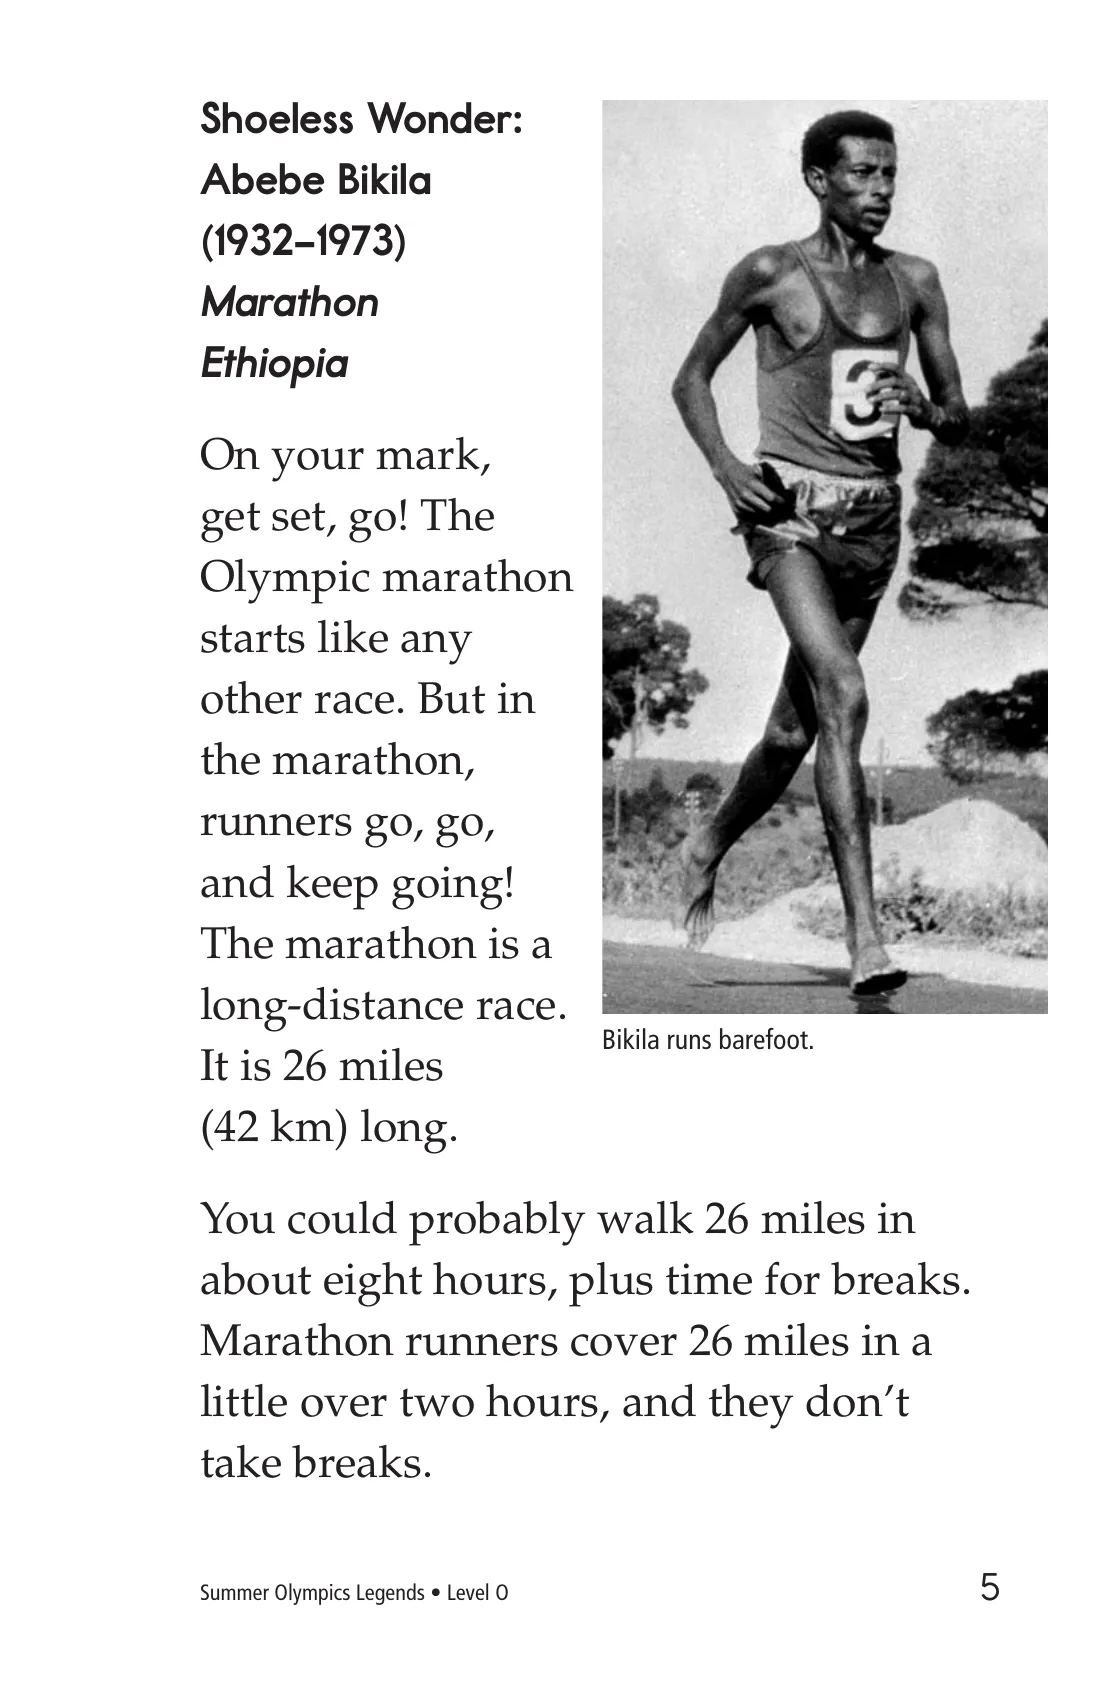 Shoeless Wonder:
Abebe Bikila
(1932–1973)
Marathon
Ethiopia
On your mark,
get set, go! The
Olympic marathon
starts like any
other race. But in
the marathon,
runners go, go,
and keep going!
The marathon is a
long-distance race.
It is 26 miles
(42 km) long.
3
Bikila runs barefoot.
You could probably walk 26 miles in
about eight hours, plus time for breaks.
Marathon runners cover 26 miles in a
little over two hours, and they don’t
take breaks.
Summer Olympics Legends • Level O
5